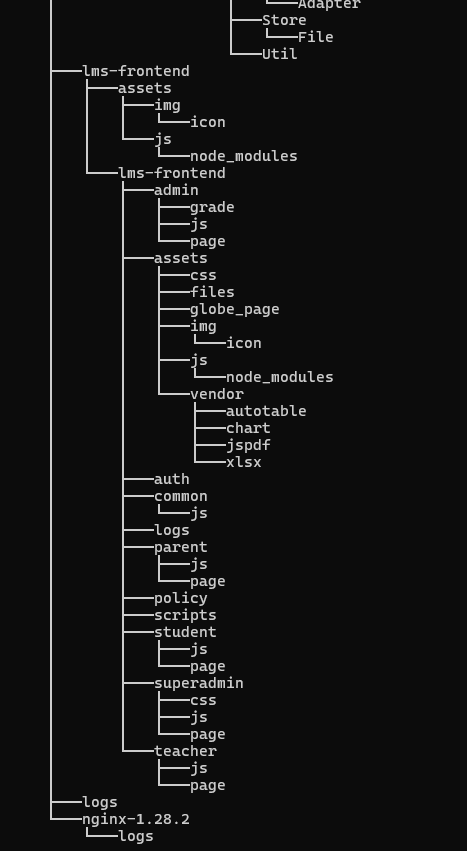 Adapter
Store
File
Util
lms-frontend
assets
img
icon
js
node_modules
lms-frontend
admin
grade
js
page
assets
css
files
globe_page
img
icon
js
node_modules
vendor
autotable
chart
jspdf
xlsx
auth
common
js
logs
parent
js
page
policy
scripts
student
js
page
superadmin
css
js
page
teacher
js
page
logs
nginx-1.28.2
logs